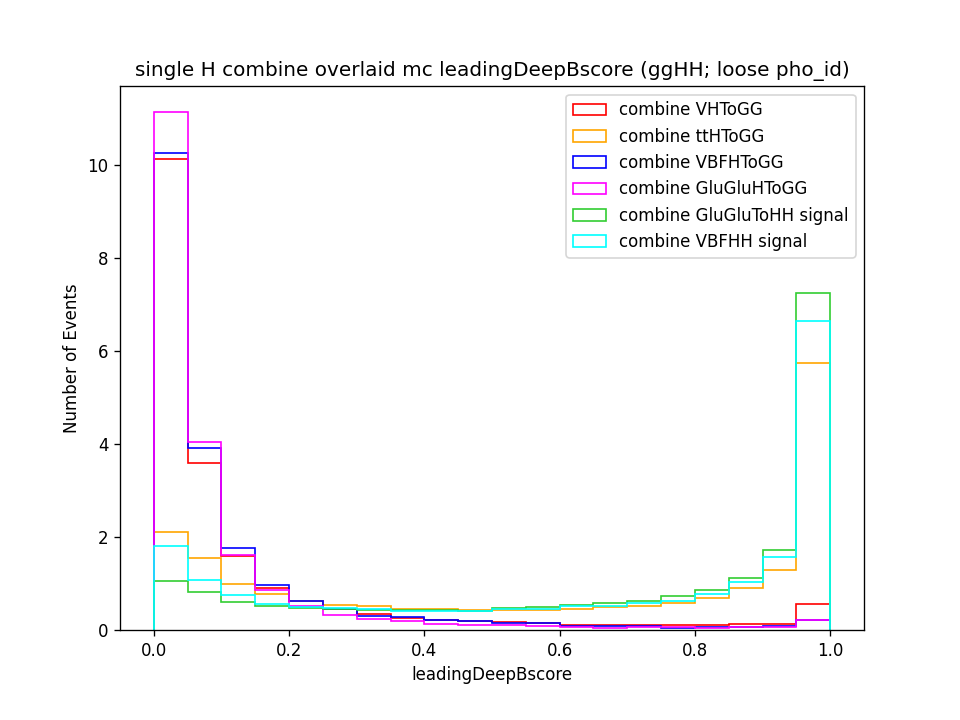 single H combine overlaid mc leadingDeepBscore (ggHH; loose pho_id)
combine VHToGG
combine ttHToGG
combine VBFHToGG
combine GluGluHToGG
combine GluGluToHH signal
combine VBFHH signal
Number of Events
10
8
6
4
2
0
0.0 0.2 0.4 0.6 0.8 1.0
leadingDeepBscore